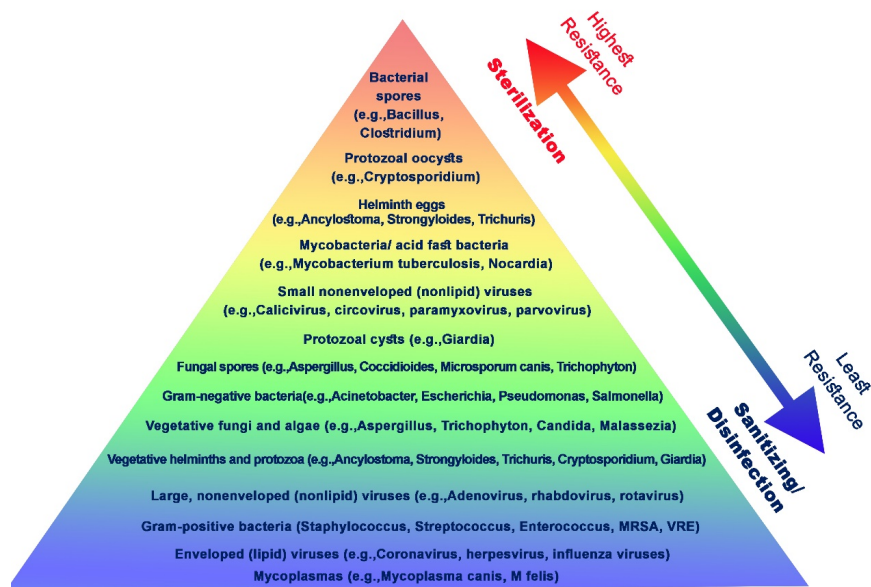 Bacterial
spores
(e.g.,Bacillus,
Clostridium)
Protozoal oocysts
(e.g.,Cryptosporidium)
Helminth eggs
(e.g.,Ancylostoma, Strongyloides, Trichuris)
Mycobacteria/ acid fast bacteria
(e.g.,Mycobacterium tuberculosis, Nocardia)
Small nonenveloped (nonlipid) viruses
(e.g.,Calicivirus, circovirus, paramyxovirus, parvovirus)
Protozoal cysts (e.g.,Giardia)
Fungal spores (e.g.,Aspergillus, Coccidioides, Microsporum canis, Trichophyton)
Gram-negative bacteria(e.g.,Acinetobacter, Escherichia, Pseudomonas, Salmonella)
Vegetative fungi and algae (e.g.,Aspergillus, Trichophyton, Candida, Malassezia)
Vegetative helminths and protozoa (e.g.,Ancylostoma, Strongyloides, Trichuris, Cryptosporidium, Giardia)
Large, nonenveloped (nonlipid) viruses (e.g.,Adenovirus, rhabdovirus, rotavirus)
Gram-positive bacteria (Staphylococcus, Streptococcus, Enterococcus, MRSA, VRE)
Enveloped (lipid) viruses (e.g.,Coronavirus, herpesvirus, influenza viruses)
Mycoplasmas (e.g.,Mycoplasma canis, M felis)
Highest
Resistance
Sterilization
Least
Resistance
Sanitizing/
Disinfection